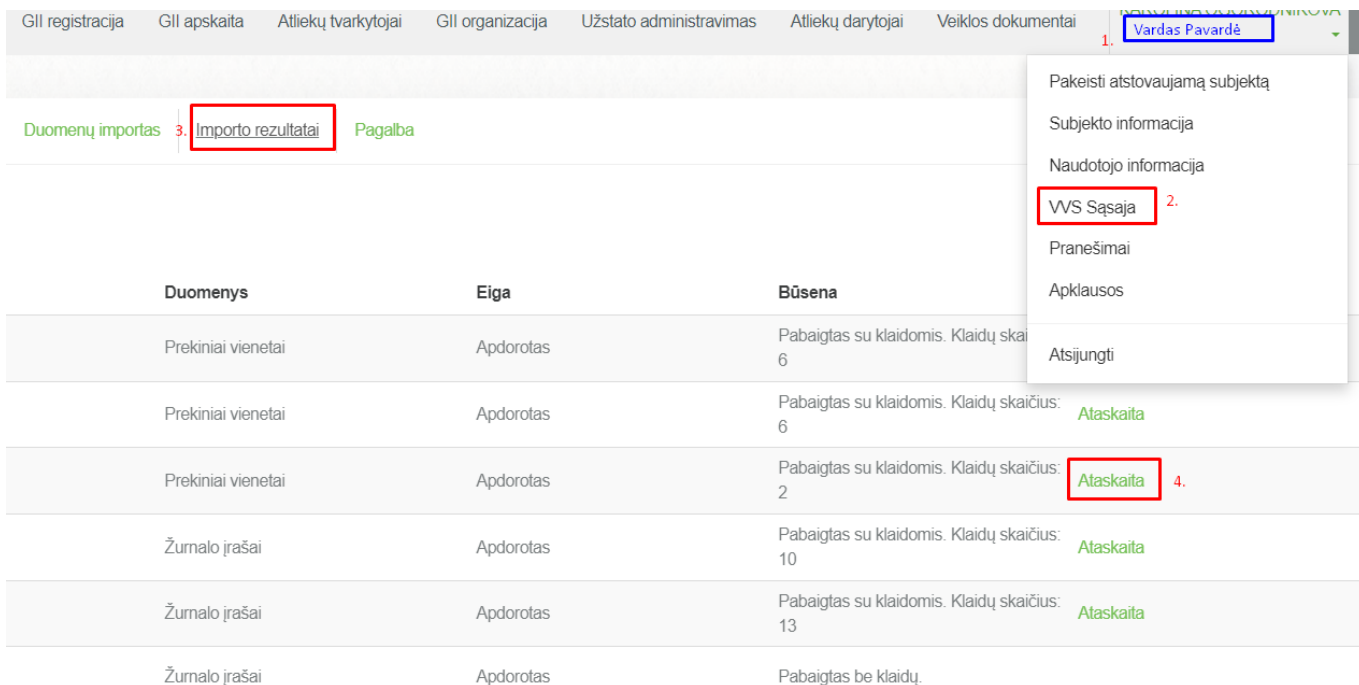 GII registracija GII apskaita Atliekų tvarkytojai GII organizacija Užstato administravimas Atliekų darytojai Veiklos dokumentai
1. Vardas Pavardė
Pakeisti atstovaujamą subjektą
Subjekto informacija
Naudotojo informacija
VVS Sąsaja 2.
Pranešimai
Apklausos
Atsijungti
Duomenų importas 3. Importo rezultatai Pagalba
Duomenys Eiga Būsena
Prekiniai vienetai Apdorotas Pabaigtas su klaidomis. Klaidų skai
6
Prekiniai vienetai Apdorotas Pabaigtas su klaidomis. Klaidų skaičius: Ataskaita
6
Prekiniai vienetai Apdorotas Pabaigtas su klaidomis. Klaidų skaičius: Ataskaita 4.
2
Žurnalo įrašai Apdorotas Pabaigtas su klaidomis. Klaidų skaičius: Ataskaita
10
Žurnalo įrašai Apdorotas Pabaigtas su klaidomis. Klaidų skaičius: Ataskaita
13
Žurnalo įrašai Apdorotas Pabaigtas be klaidų.